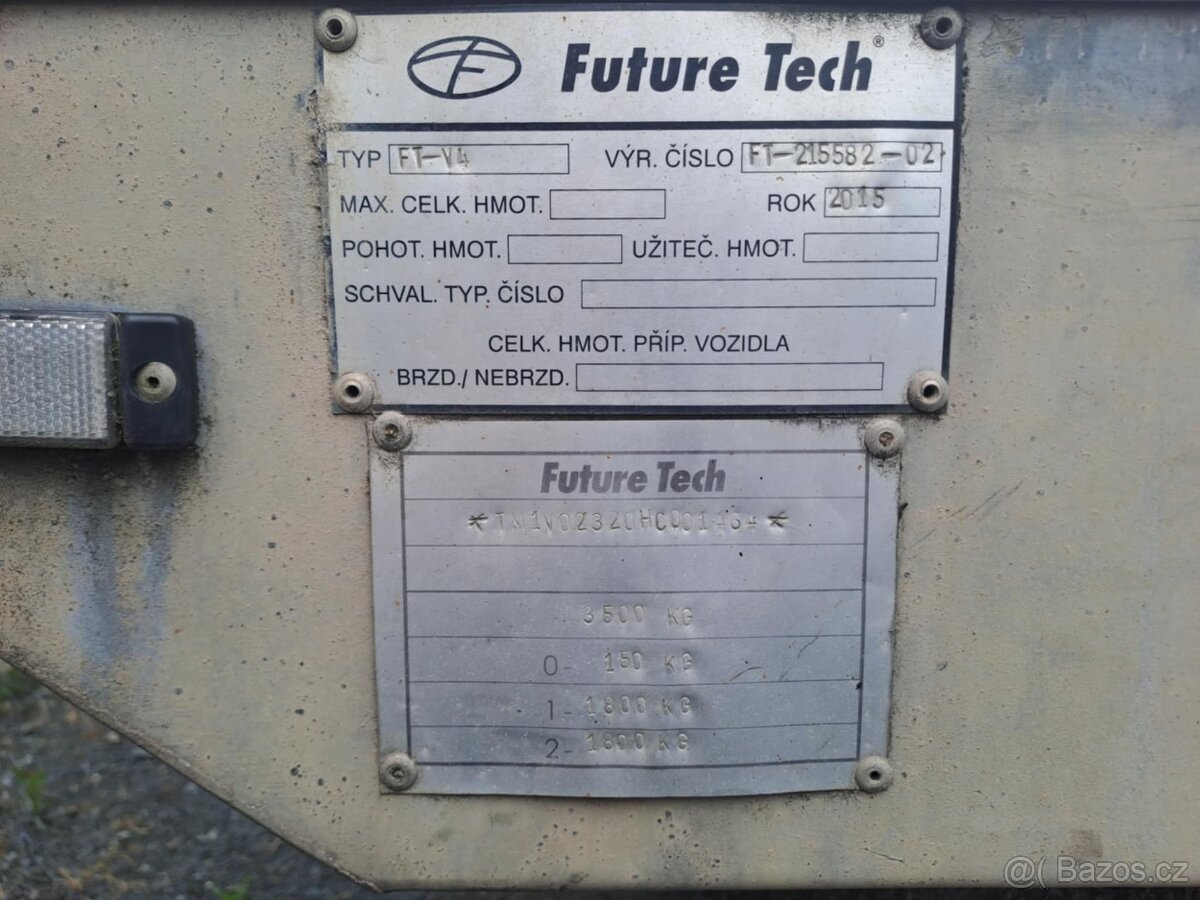 Future Tech®
TYP FT-V4 VÝR. ČÍSLO FT-215582-02
MAX. CELK. HMOT. ROK 2015
POHOT. HMOT. UŽITEČ. HMOT.
SCHVAL. TYP. ČÍSLO
CELK. HMOT. PŘÍP. VOZIDLA
BRZD./ NEBRZD.
Future Tech
3500 KG
0- 150 KG
1- 1800 KG
2- 1800 KG
@( Bazos.cz